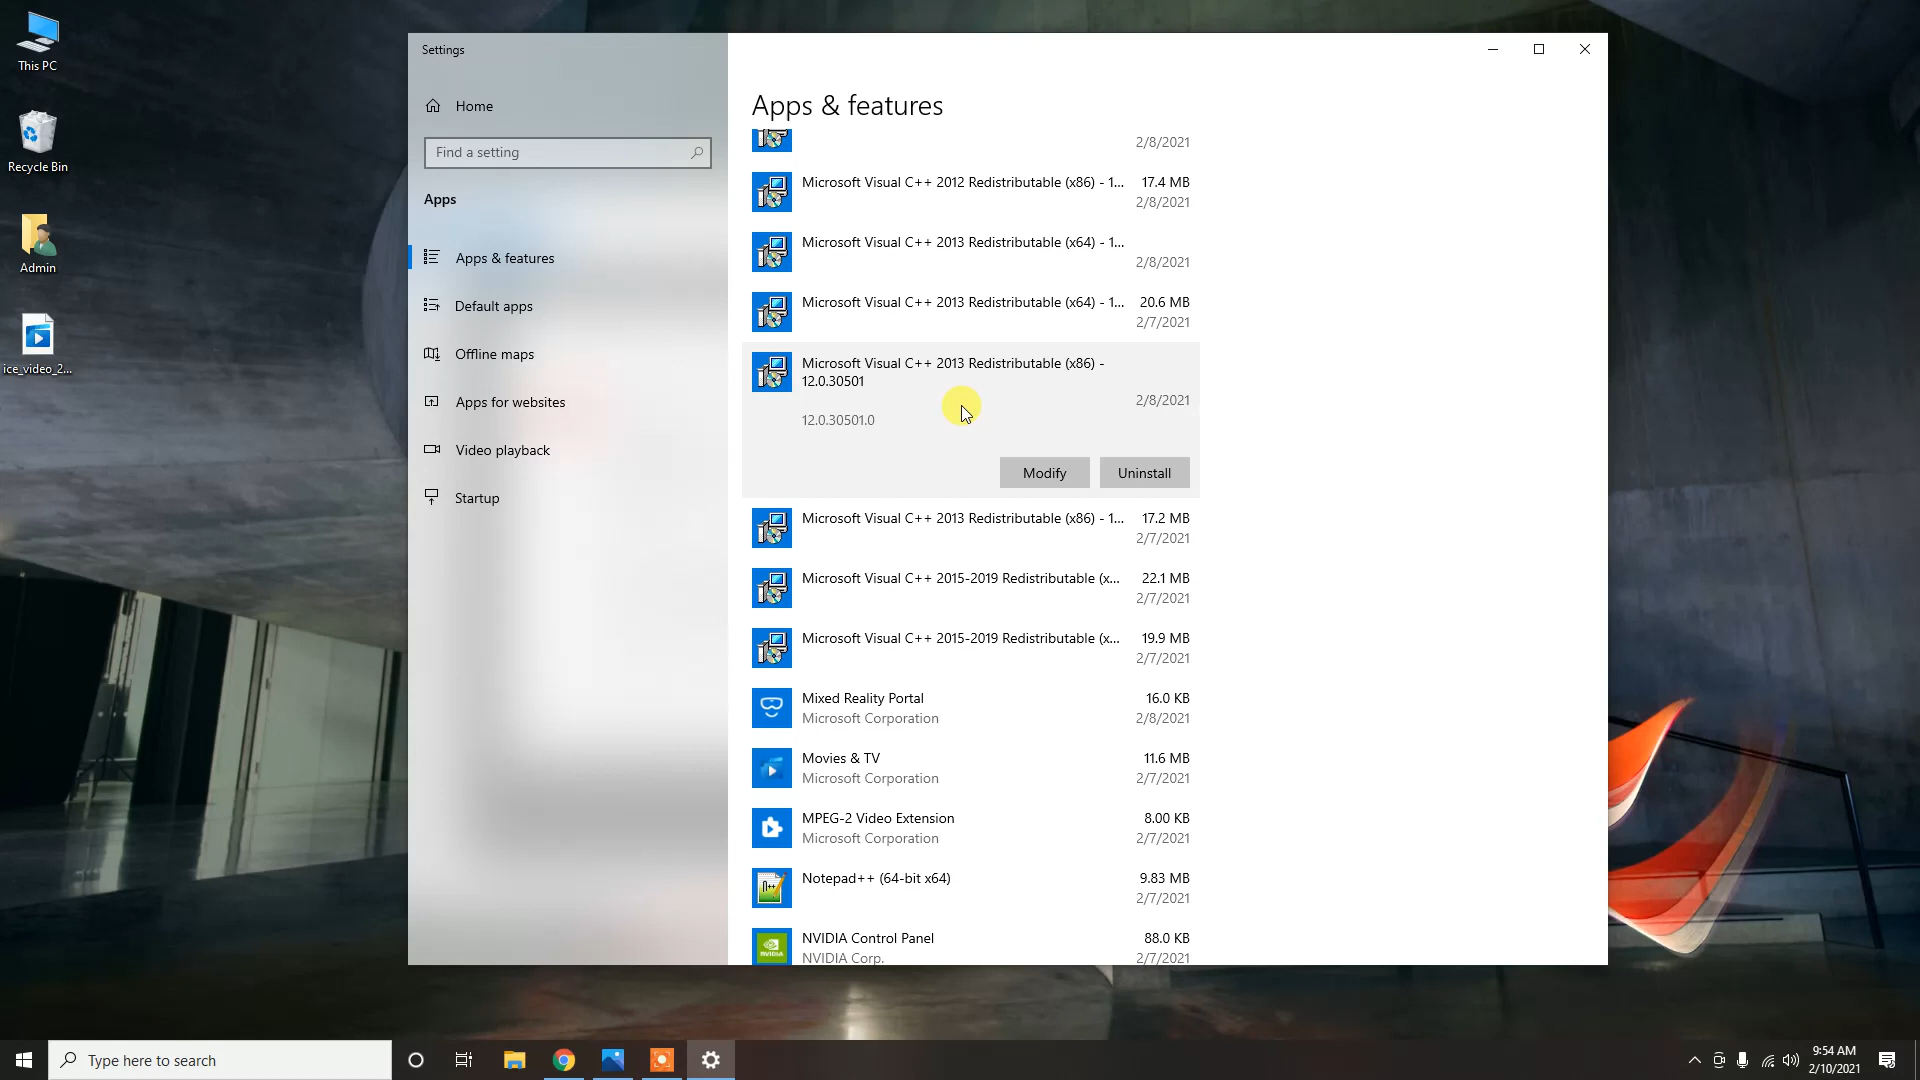 This PC
Recycle Bin
Admin
ice_video_2...
Settings
Home
Find a setting
Apps
Apps & features
Default apps
Offline maps
Apps for websites
Video playback
Startup
Apps & features
2/8/2021
Microsoft Visual C++ 2012 Redistributable (x86) - 1... 17.4 MB
2/8/2021
Microsoft Visual C++ 2013 Redistributable (x64) - 1...
2/8/2021
Microsoft Visual C++ 2013 Redistributable (x64) - 1... 20.6 MB
2/7/2021
Microsoft Visual C++ 2013 Redistributable (x86) -
12.0.30501
2/8/2021
12.0.30501.0
Modify Uninstall
Microsoft Visual C++ 2013 Redistributable (x86) - 1... 17.2 MB
2/7/2021
Microsoft Visual C++ 2015-2019 Redistributable (x... 22.1 MB
2/7/2021
Microsoft Visual C++ 2015-2019 Redistributable (x... 19.9 MB
2/7/2021
Mixed Reality Portal 16.0 KB
Microsoft Corporation 2/8/2021
Movies & TV 11.6 MB
Microsoft Corporation 2/7/2021
MPEG-2 Video Extension 8.00 KB
Microsoft Corporation 2/7/2021
Notepad++ (64-bit x64) 9.83 MB
2/7/2021
NVIDIA Control Panel 88.0 KB
NVIDIA Corp. 2/7/2021
Type here to search
9:54 AM
2/10/2021